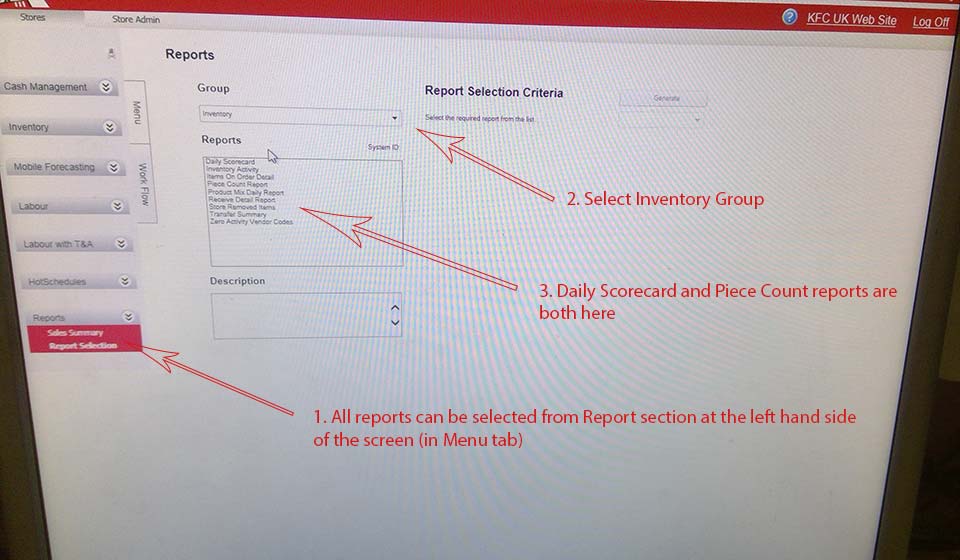 Stores
Store Admin
KFC UK Web Site
Log Off
Reports
Cash Management
Inventory
Mobile Forecasting
Labour
Labour with T&A
HotSchedules
Reports
Sales Summary
Report Selection
Menu
Work Flow
Group
Inventory
Reports
System ID:
Daily Scorecard
Inventory Activity
Items On Order Detail
Piece Count Report
Product Mix Daily Report
Receive Detail Report
Store Removed Items
Transfer Summary
Zero Activity Vendor Codes
Description
Report Selection Criteria
Generate
Select the required report from the list
2. Select Inventory Group
3. Daily Scorecard and Piece Count reports are
both here
1. All reports can be selected from Report section at the left hand side
of the screen (in Menu tab)